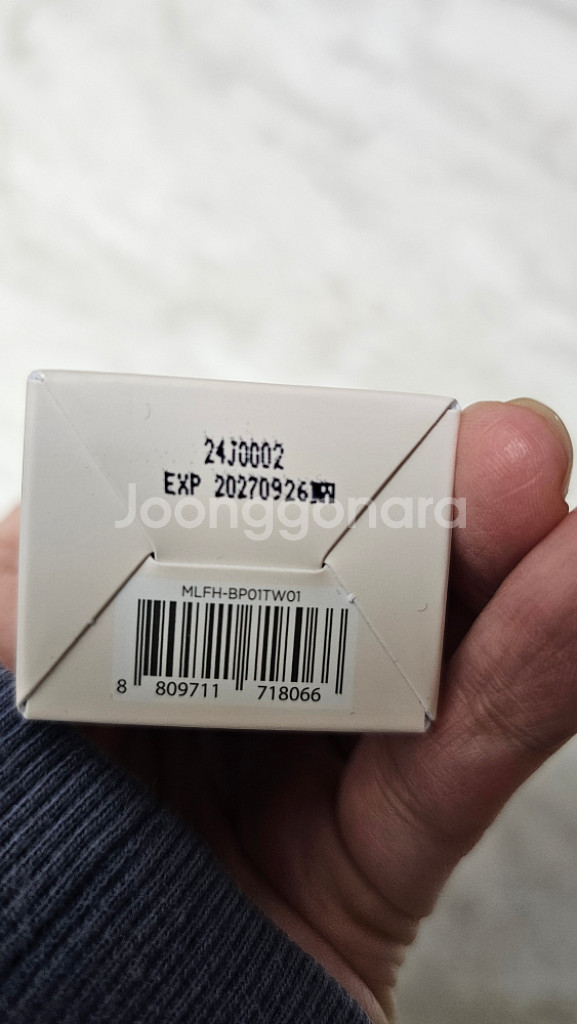 24J0002
EXP 20270926
Joonggonara
MLFH-BP01TW01
8 809711 718066